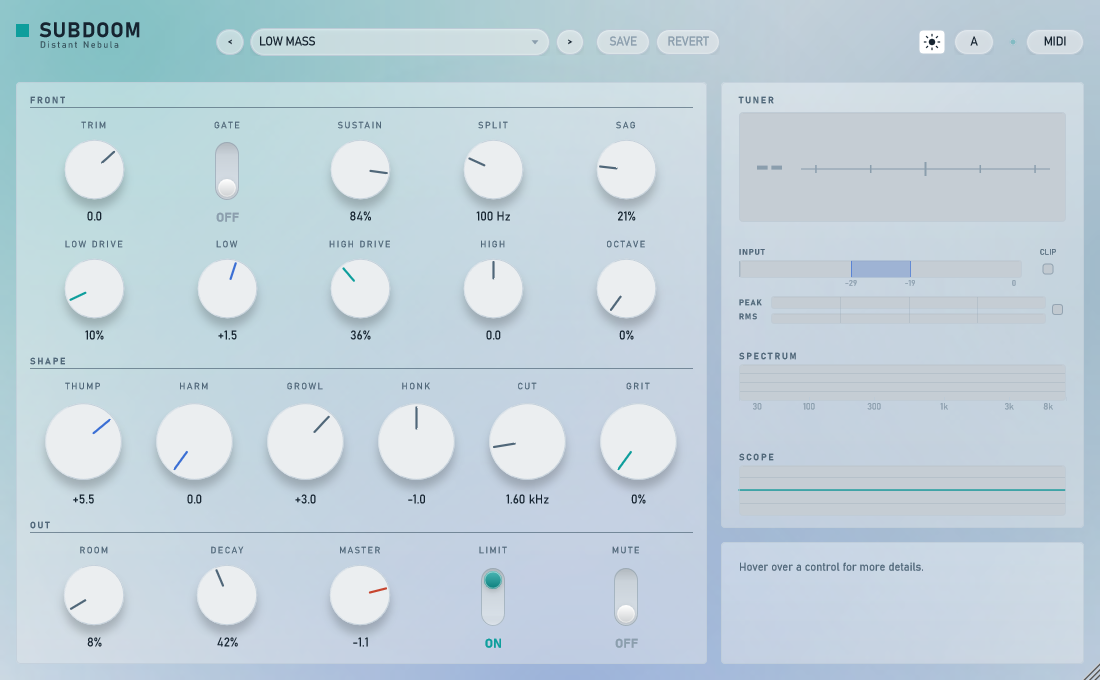 SUBDOOM
Distant Nebula
< LOW MASS > SAVE REVERT A MIDI
FRONT
TRIM GATE SUSTAIN SPLIT SAG
0.0 OFF 84% 100 Hz 21%
LOW DRIVE LOW HIGH DRIVE HIGH OCTAVE
10% +1.5 36% 0.0 0%
SHAPE
THUMP HARM GROWL HONK CUT GRIT
+5.5 0.0 +3.0 -1.0 1.60 kHz 0%
OUT
ROOM DECAY MASTER LIMIT MUTE
8% 42% -1.1 ON OFF
TUNER
--
INPUT CLIP
-29 -19 0
PEAK
RMS
SPECTRUM
30 100 300 1k 3k 8k
SCOPE
Hover over a control for more details.